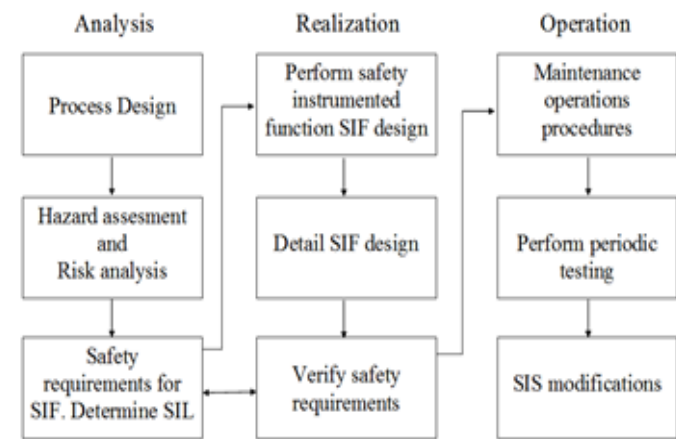 Analysis
Process Design
Hazard assesment
and
Risk analysis
Safety
requirements for
SIF. Determine SIL
Realization
Perform safety
instrumented
function SIF design
Detail SIF design
Verify safety
requirements
Operation
Maintenance
operations
procedures
Perform periodic
testing
SIS modifications